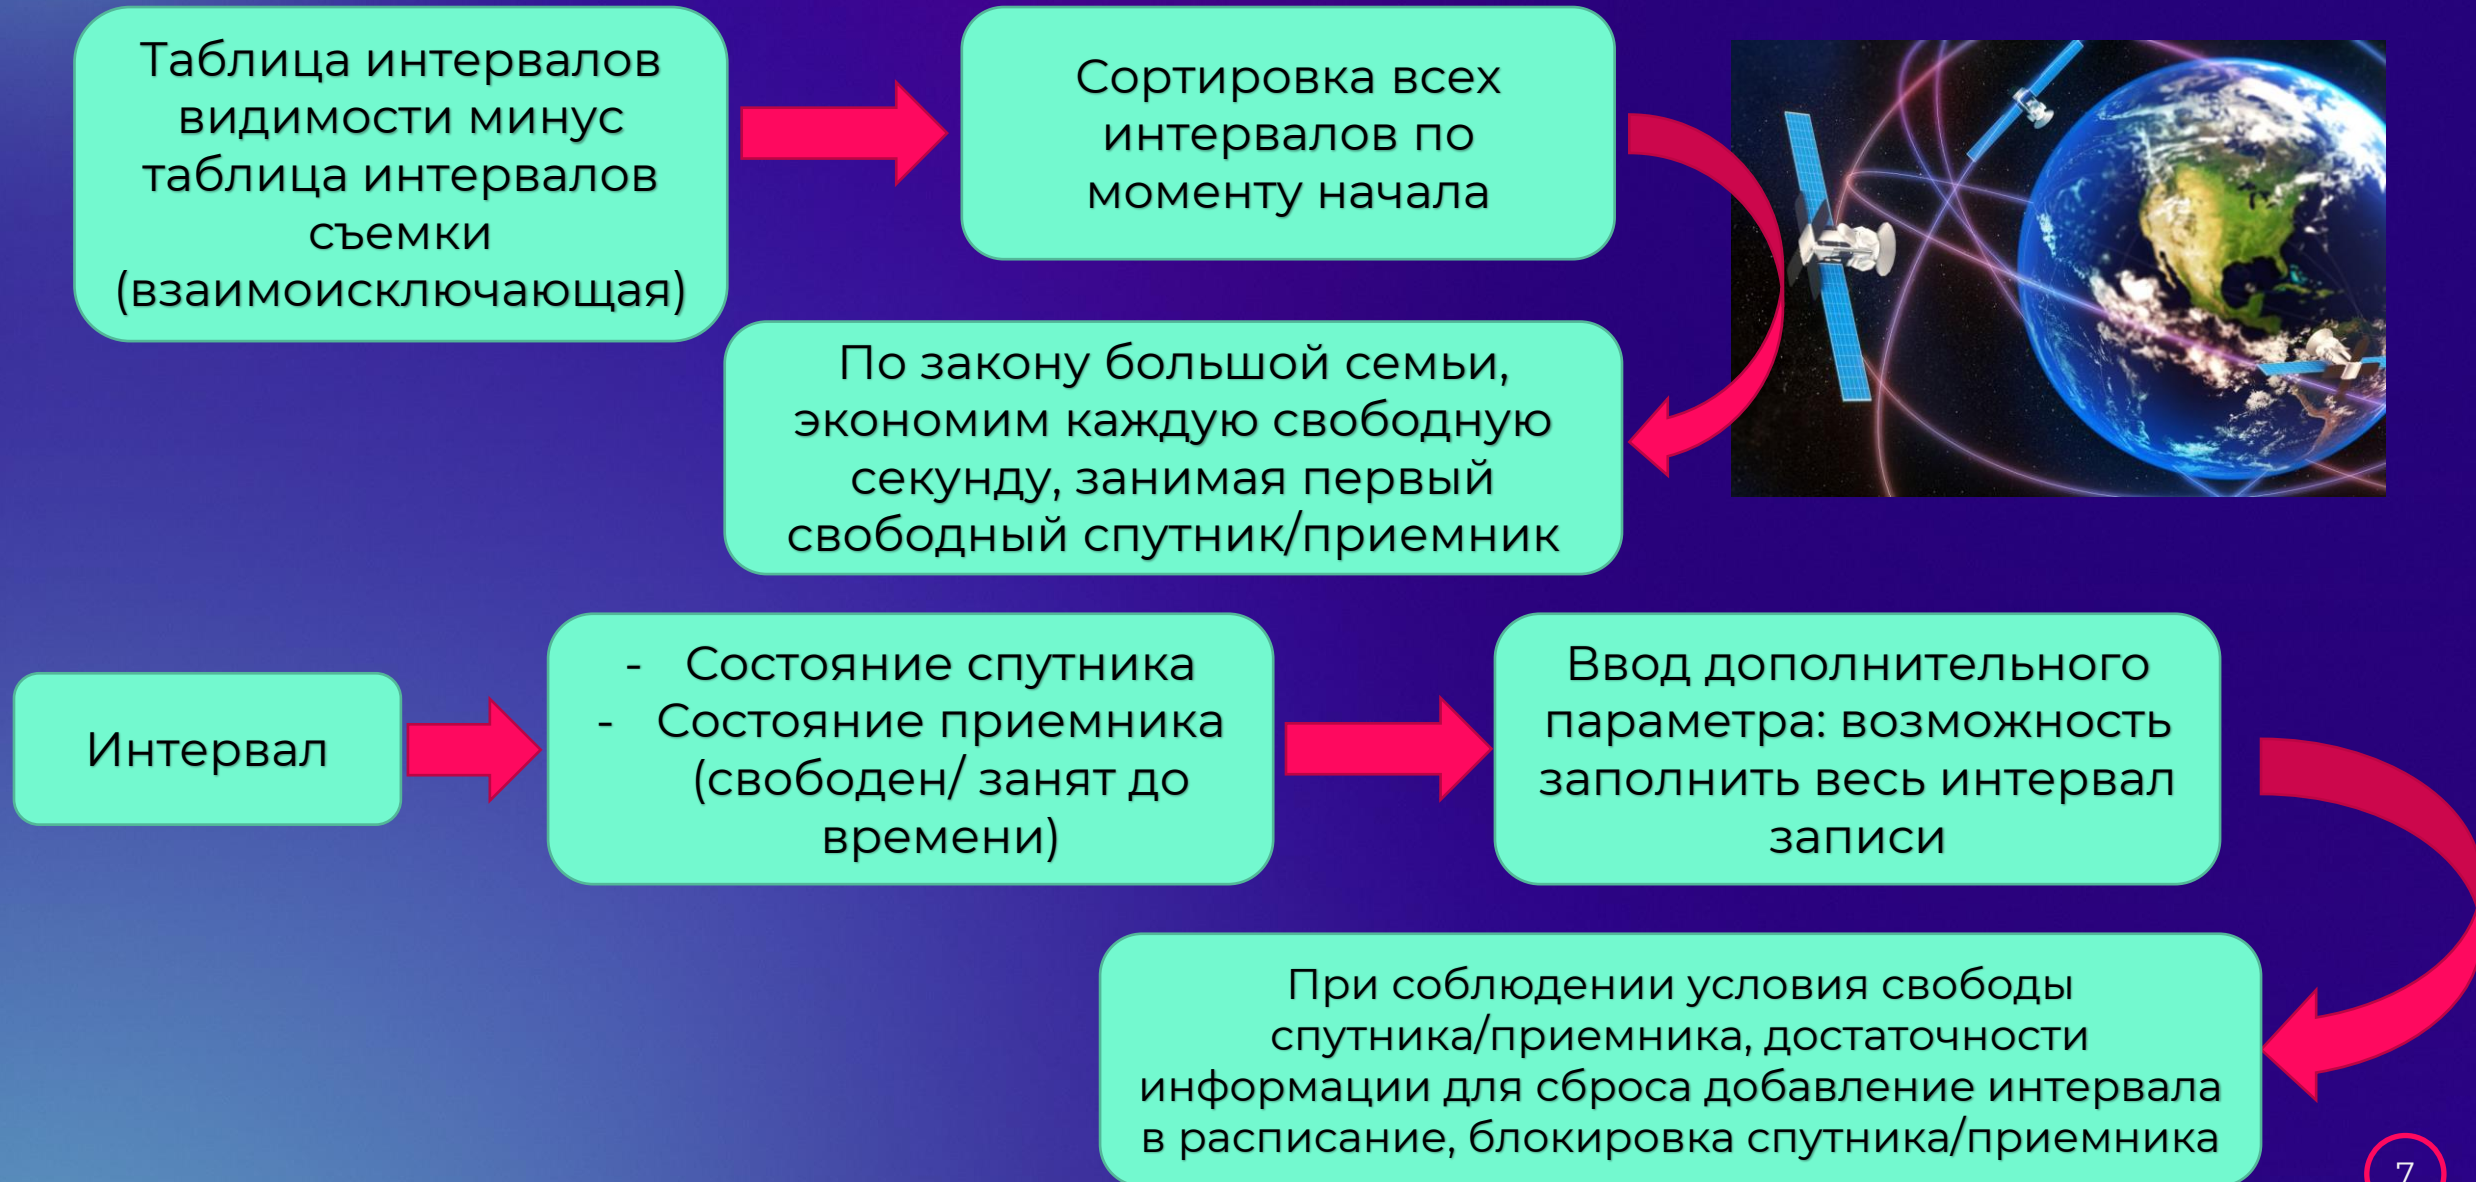 Таблица интервалов
видимости минус
таблица интервалов
съемки
(взаимоисключающая)
Сортировка всех
интервалов по
моменту начала
По закону большой семьи,
экономим каждую свободную
секунду, занимая первый
свободный спутник/приемник
Интервал
- Состояние спутника
- Состояние приемника
(свободен/ занят до
времени)
Ввод дополнительного
параметра: возможность
заполнить весь интервал
записи
При соблюдении условия свободы
спутника/приемника, достаточности
информации для сброса добавление интервала
в расписание, блокировка спутника/приемника
7